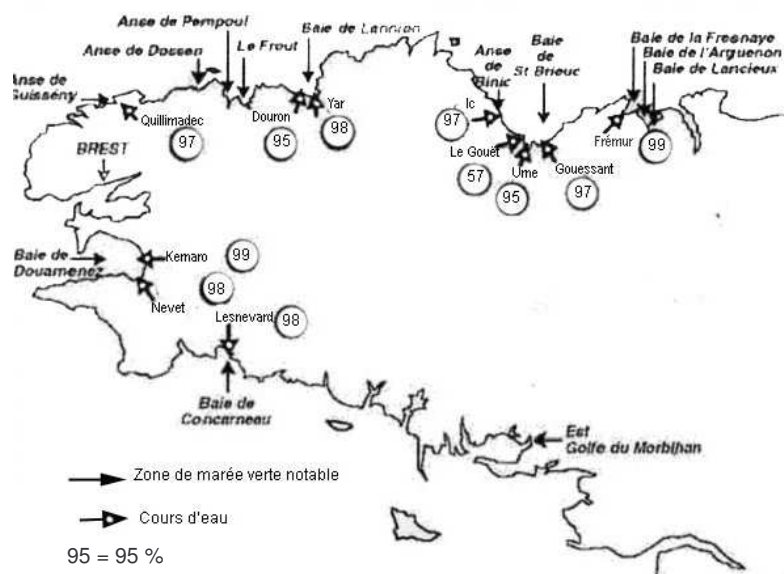 Anse de Pempoul
Anse de Dossen
Le Frout
Baie de Lannion
Anse de
Guissény
Quillimadec
97
Douron
95
Yar
98
BREST
Anse
de
Binic
Baie
de
St Brieuc
Baie de la Fresnaye
Baie de l'Arguenon
Baie de Lancieux
Ic
97
Le Gouët
57
Urne
95
Gouessant
97
Frémur
99
Baie de
Douarnenez
Kernaro
99
Nevet
98
Lesnevard
98
Baie de
Concarneau
Est
Golfe du Morbihan
Zone de marée verte notable
Cours d'eau
95 = 95 %